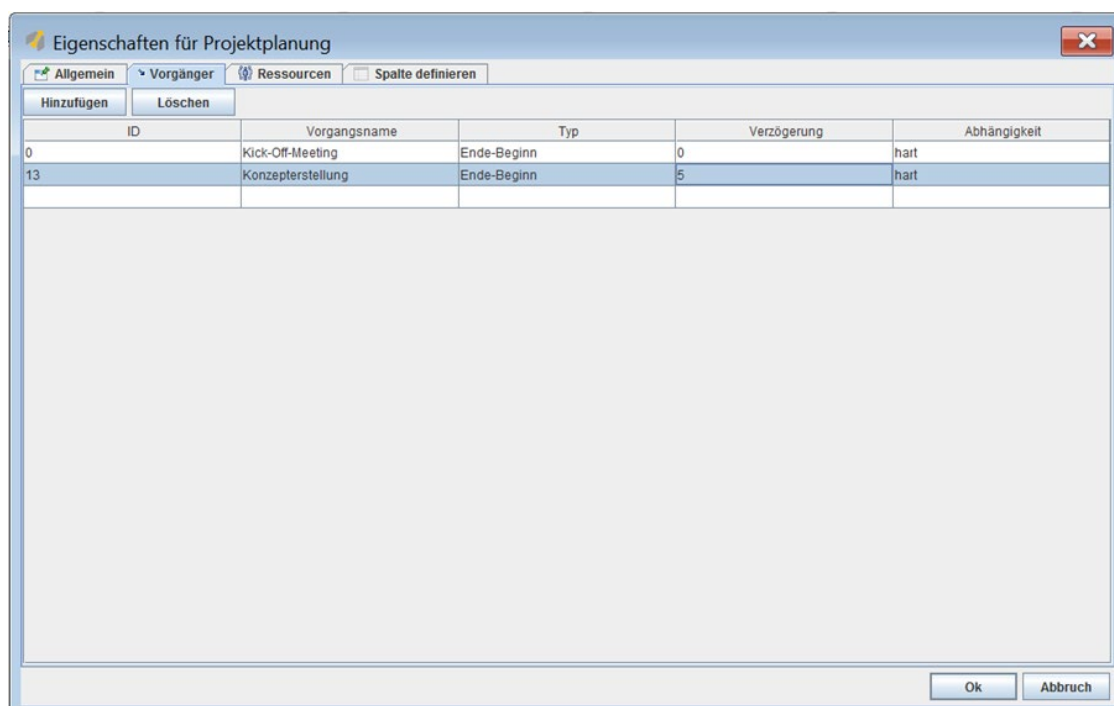 Eigenschaften für Projektplanung
Allgemein Vorgänger Ressourcen Spalte definieren
Hinzufügen Löschen
ID Vorgangsname Typ Verzögerung Abhängigkeit
0 Kick-Off-Meeting Ende-Beginn 0 hart
13 Konzepterstellung Ende-Beginn 5 hart
Ok Abbruch